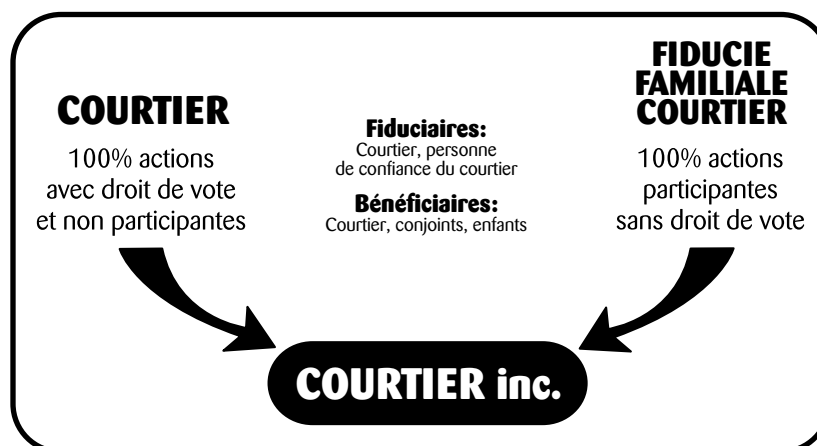 COURTIER
100% actions
avec droit de vote
et non participantes
Fiduciaires:
Courtier, personne
de confiance du courtier
Bénéficiaires:
Courtier, conjoints, enfants
FIDUCIE
FAMILIALE
COURTIER
100% actions
participantes
sans droit de vote
COURTIER inc.